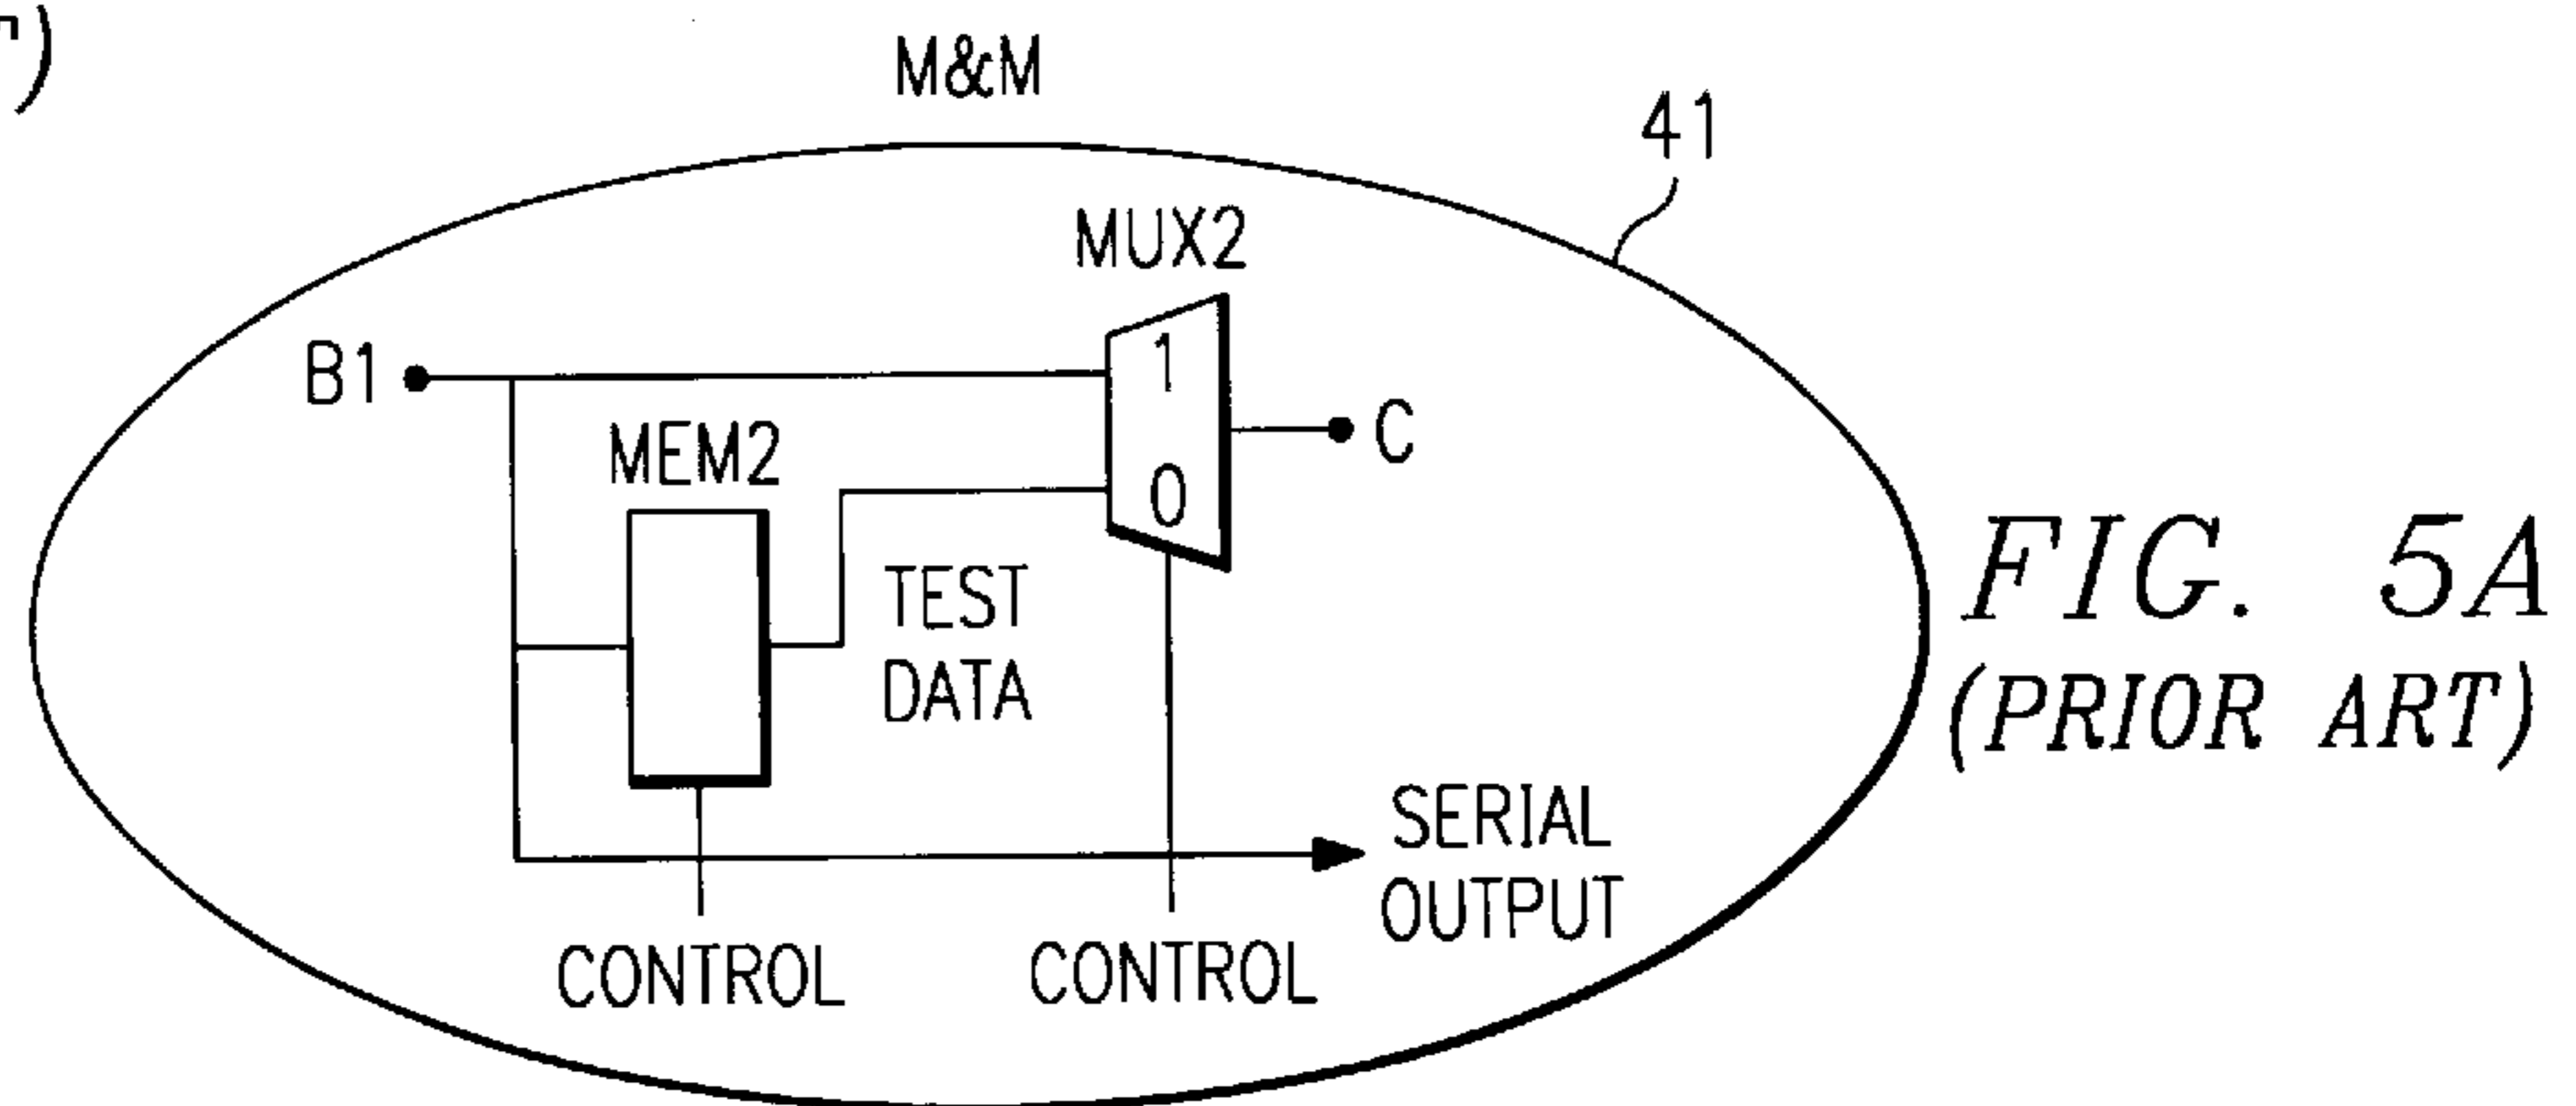 M&M
41
MUX2
1
B1
C
MEM2
0
TEST
DATA
FIG. 5A
(PRIOR ART)
SERIAL
OUTPUT
CONTROL
CONTROL